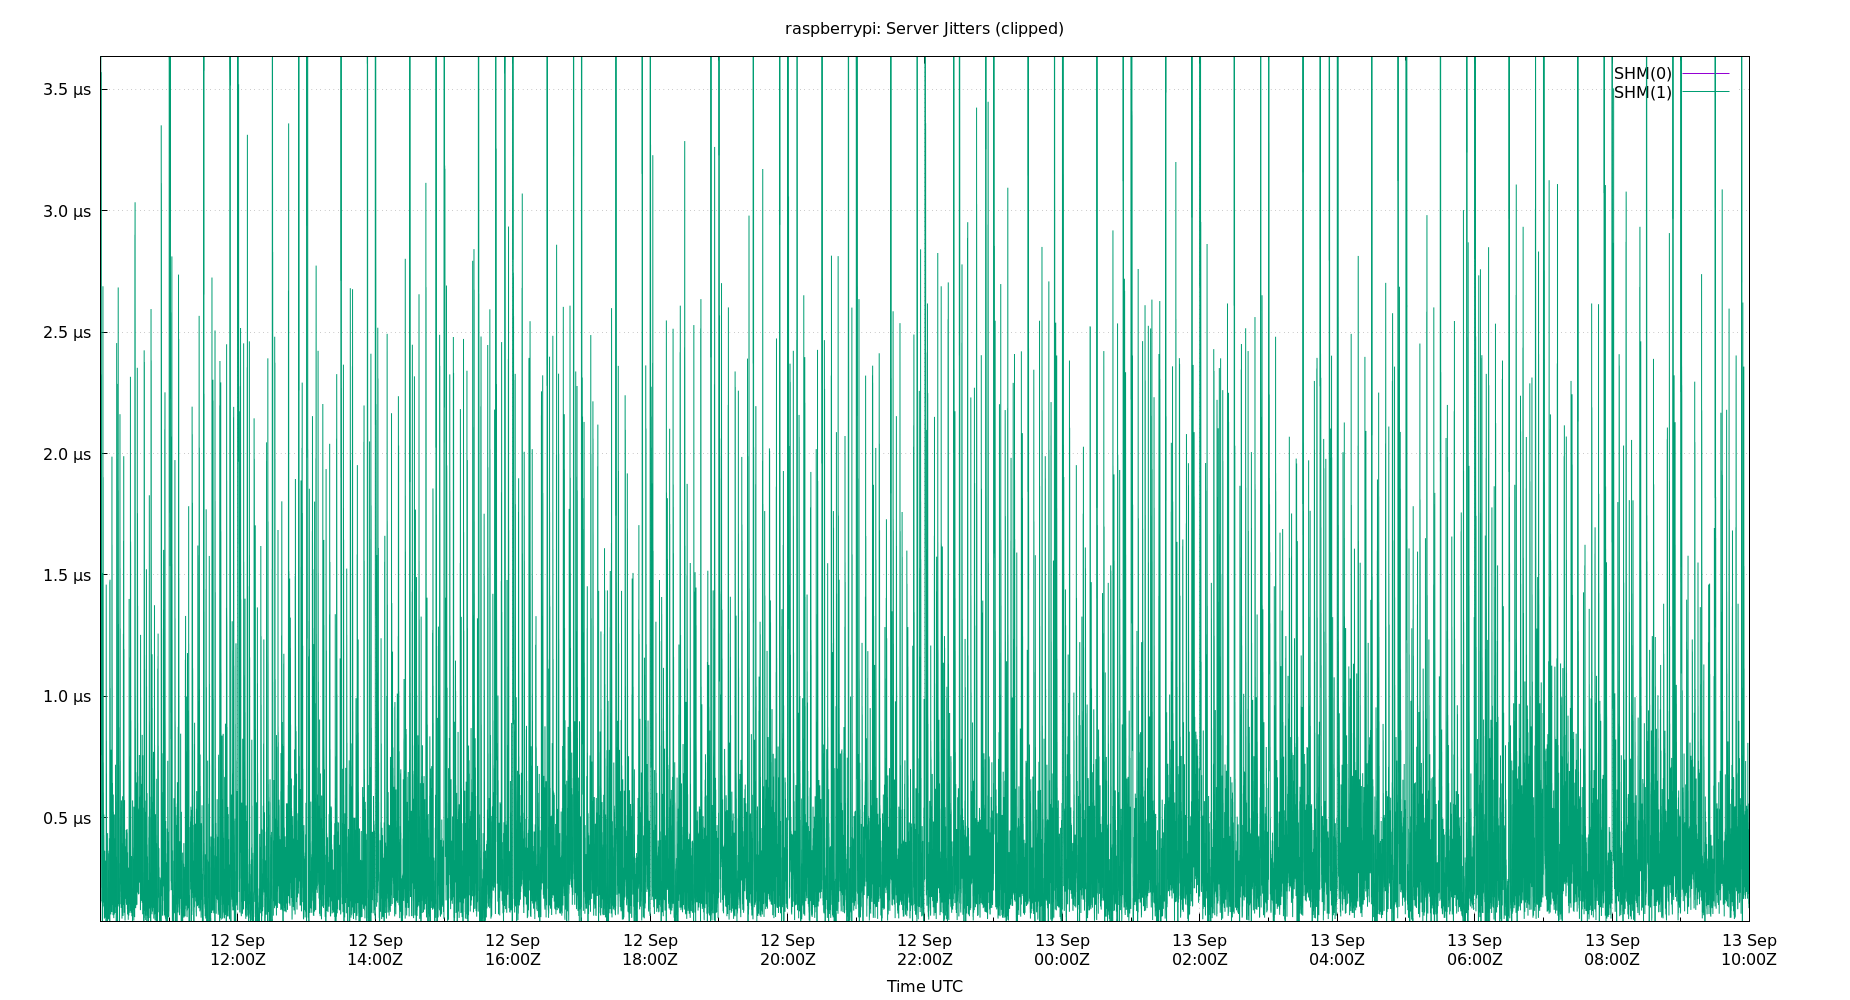 raspberrypi: Server Jitters (clipped)
SHM(0)
SHM(1)
3.5 µs
3.0 µs
2.5 µs
2.0 µs
1.5 µs
1.0 µs
0.5 µs
12 Sep 12 Sep 12 Sep 12 Sep 12 Sep 12 Sep 13 Sep 13 Sep 13 Sep 13 Sep 13 Sep 13 Sep
12:00Z 14:00Z 16:00Z 18:00Z 20:00Z 22:00Z 00:00Z 02:00Z 04:00Z 06:00Z 08:00Z 10:00Z
Time UTC